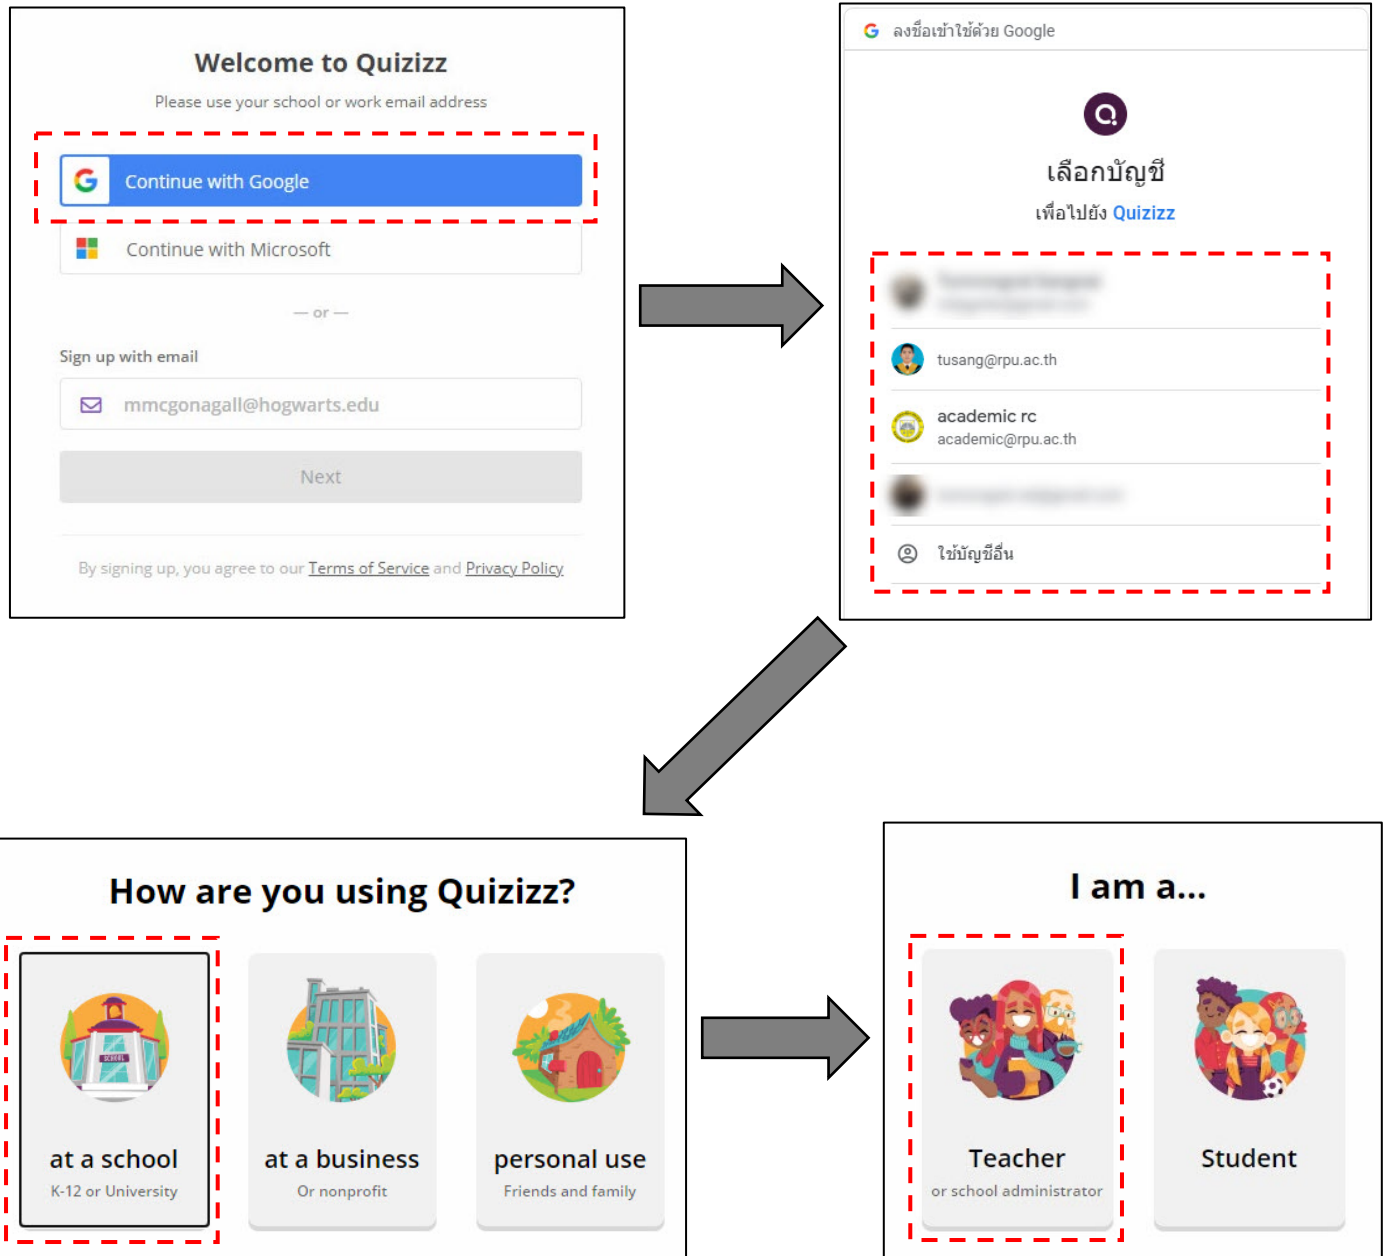 Welcome to Quizizz
Please use your school or work email address
Continue with Google
Continue with Microsoft
— or —
Sign up with email
mmcgonagall@hogwarts.edu
Next
By signing up, you agree to our Terms of Service and Privacy Policy
ลงชื่อเข้าใช้ด้วย Google
เลือกบัญชี
เพื่อไปยัง Quizizz
tusang@rpu.ac.th
academic rc
academic@rpu.ac.th
ใช้บัญชีอื่น
How are you using Quizizz?
SCHOOL
at a school
K-12 or University
at a business
Or nonprofit
personal use
Friends and family
I am a...
Teacher
or school administrator
Student